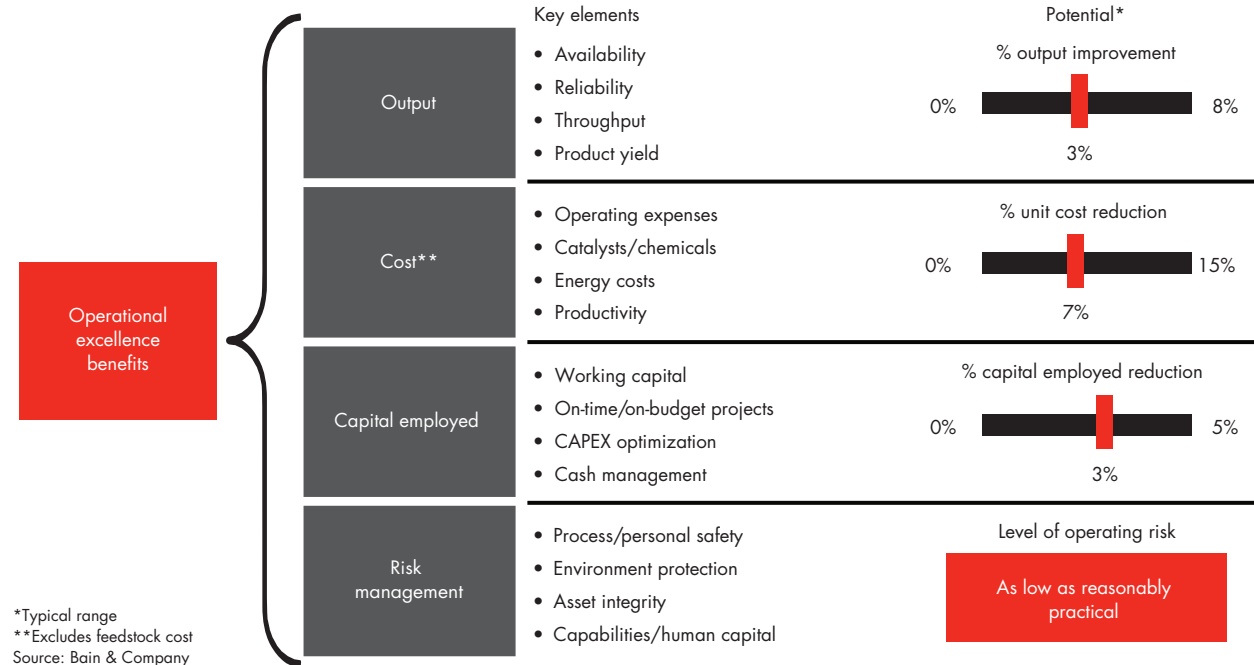 Key elements
Potential*
Output
• Availability
• Reliability
• Throughput
• Product yield
% output improvement
0%
8%
3%
Cost**
• Operating expenses
• Catalysts/chemicals
• Energy costs
• Productivity
% unit cost reduction
0%
15%
7%
Operational
excellence
benefits
Capital employed
• Working capital
• On-time/on-budget projects
• CAPEX optimization
• Cash management
% capital employed reduction
0%
5%
3%
Risk
management
• Process/personal safety
• Environment protection
• Asset integrity
• Capabilities/human capital
Level of operating risk
As low as reasonably
practical
*Typical range
**Excludes feedstock cost
Source: Bain & Company